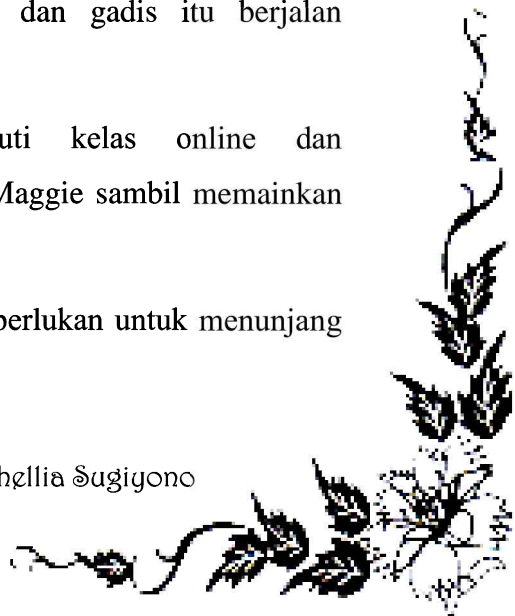 dan gadis itu berjalan
uti kelas online dan
Maggie sambil memainkan
perlukan untuk menunjang
hellia Sugiyono